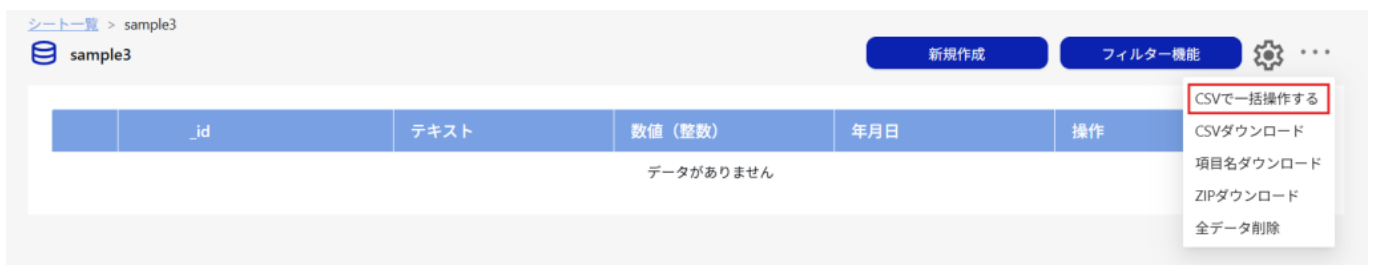 シート一覧 > sample3
sample3
新規作成
フィルター機能
CSVで一括操作する
CSVダウンロード
項目名ダウンロード
ZIPダウンロード
全データ削除
_id テキスト 数値（整数） 年月日 操作
データがありません